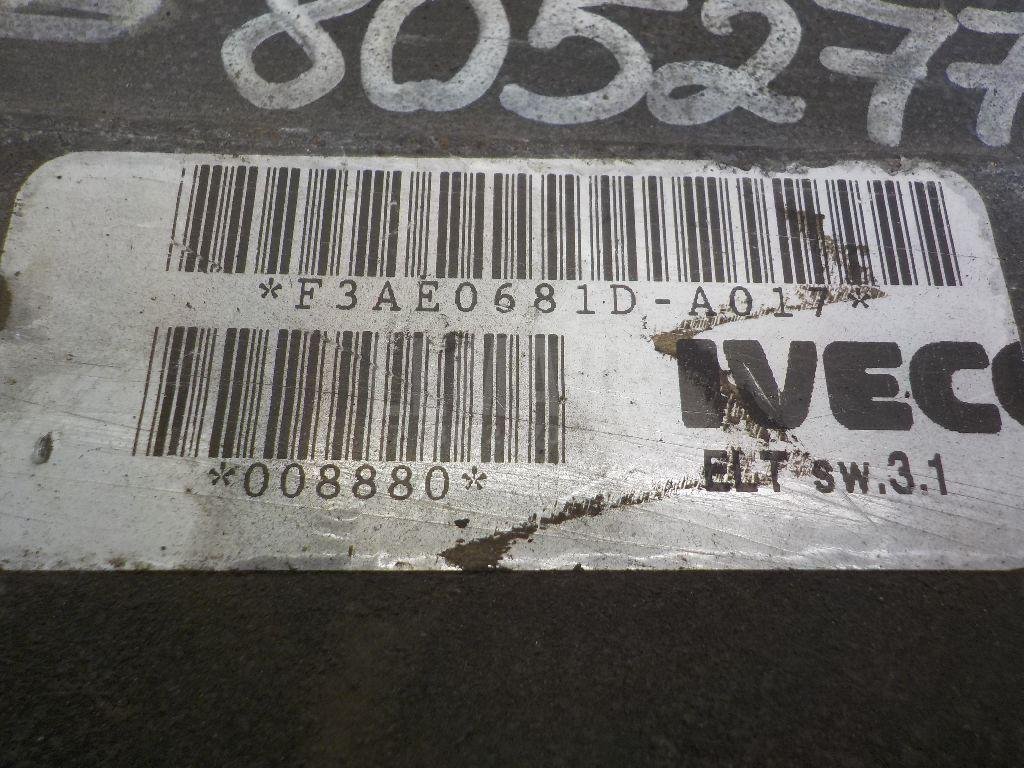 805277
*F3AE0681D-A017*
IVECO
*008880*
ELT sw.3.1